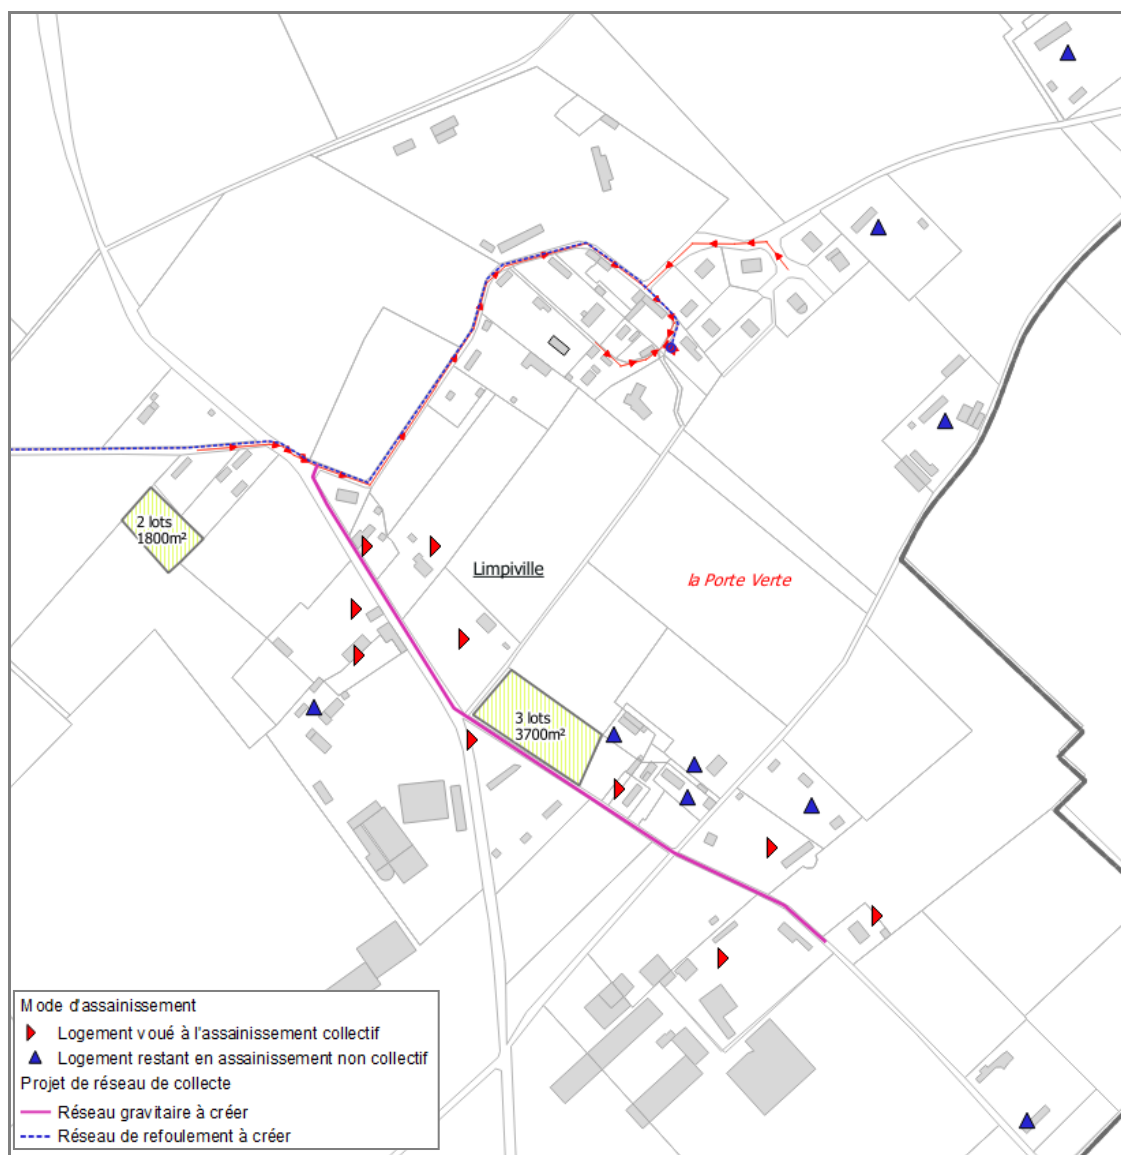 2 lots
1800m²
Limpiville
la Porte Verte
3 lots
3700m²
Mode d'assainissement
Logement voué à l'assainissement collectif
Logement restant en assainissement non collectif
Projet de réseau de collecte
Réseau gravitaire à créer
Réseau de refoulement à créer